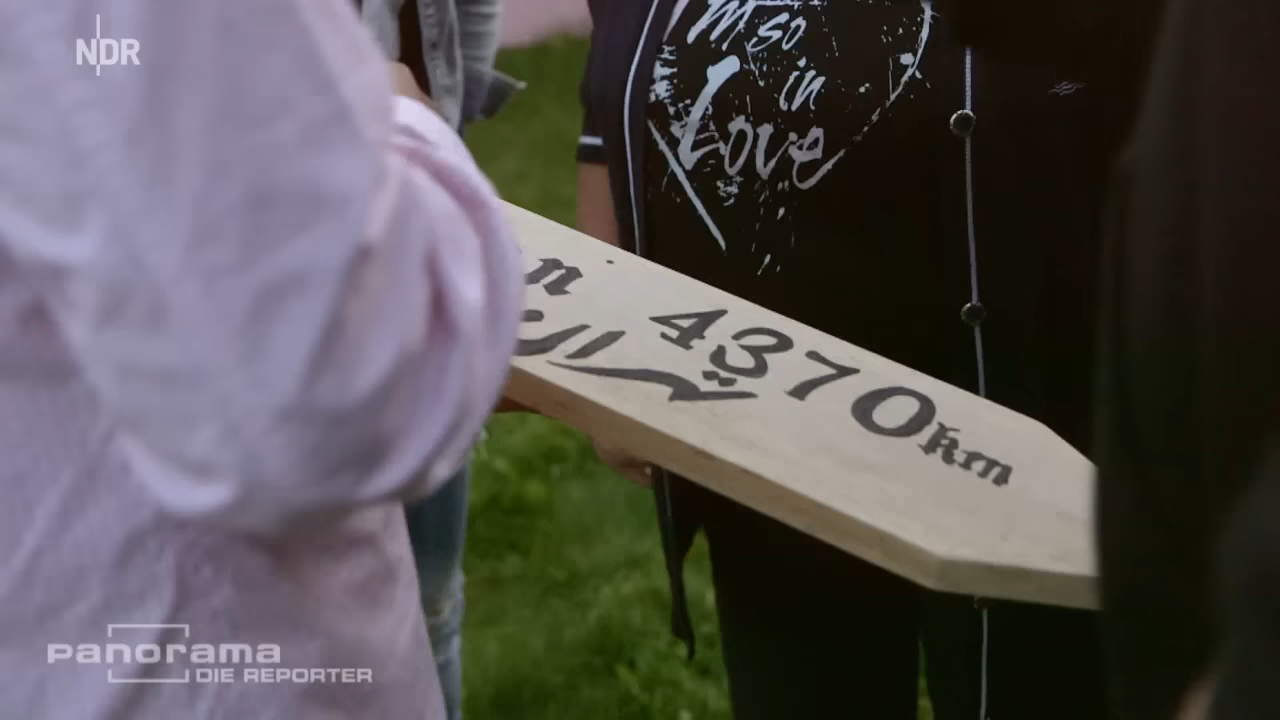 NDR
I'm so
in
Love
n 4370km
panorama
DIE REPORTER